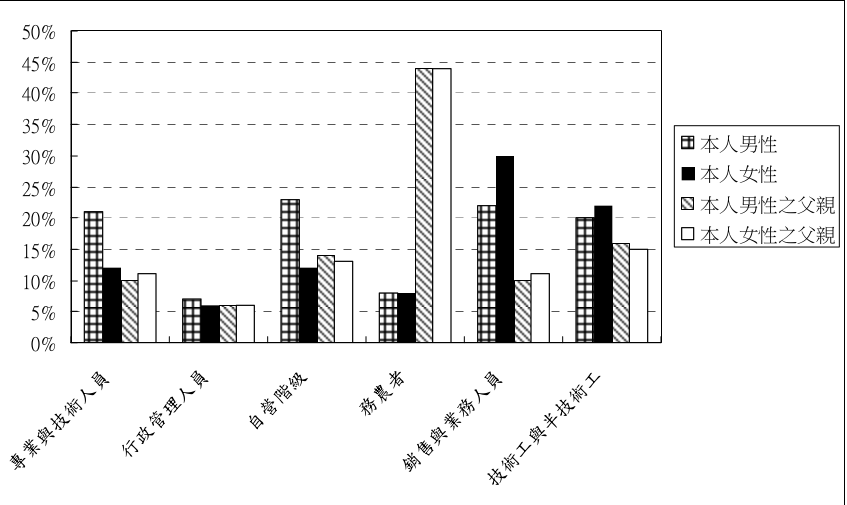 50%
45%
40%
35%
30%
25%
20%
15%
10%
5%
0%
專業與技術人員
行政管理人員
自營階級
務農者
銷售與業務人員
技術工與半技術工
本人男性
本人女性
本人男性之父親
本人女性之父親